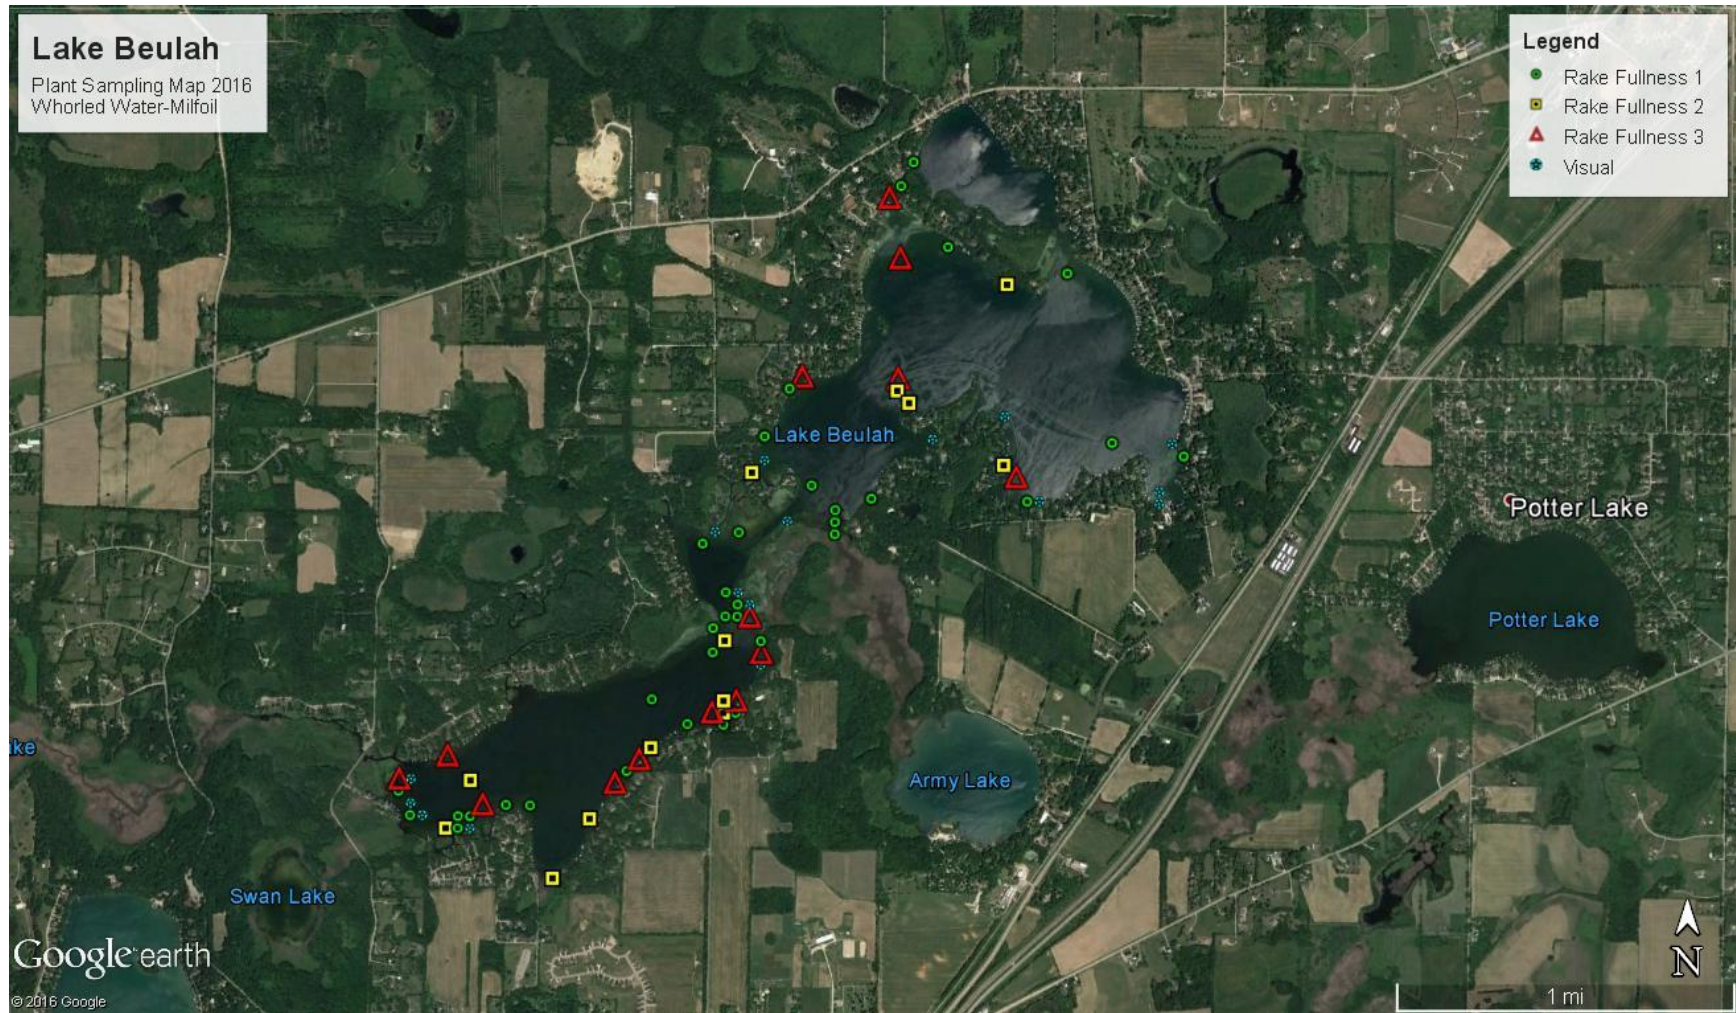 Lake Beulah
Plant Sampling Map 2016
Whorled Water-Milfoil
Legend
Rake Fullness 1
Rake Fullness 2
Rake Fullness 3
Visual
Lake Beulah
Potter Lake
Potter Lake
ke
Army Lake
Swan Lake
Google earth
© 2016 Google
N
1 mi